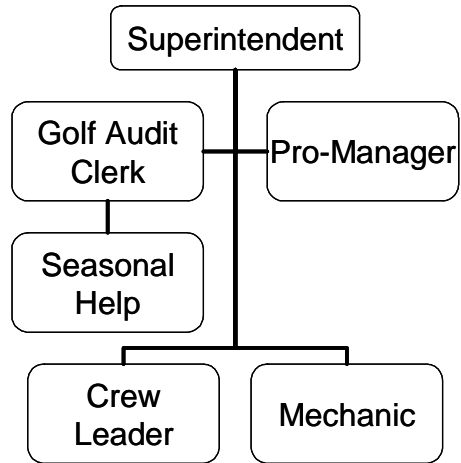 Superintendent
Golf Audit
Clerk
Pro-Manager
Seasonal
Help
Crew
Leader
Mechanic